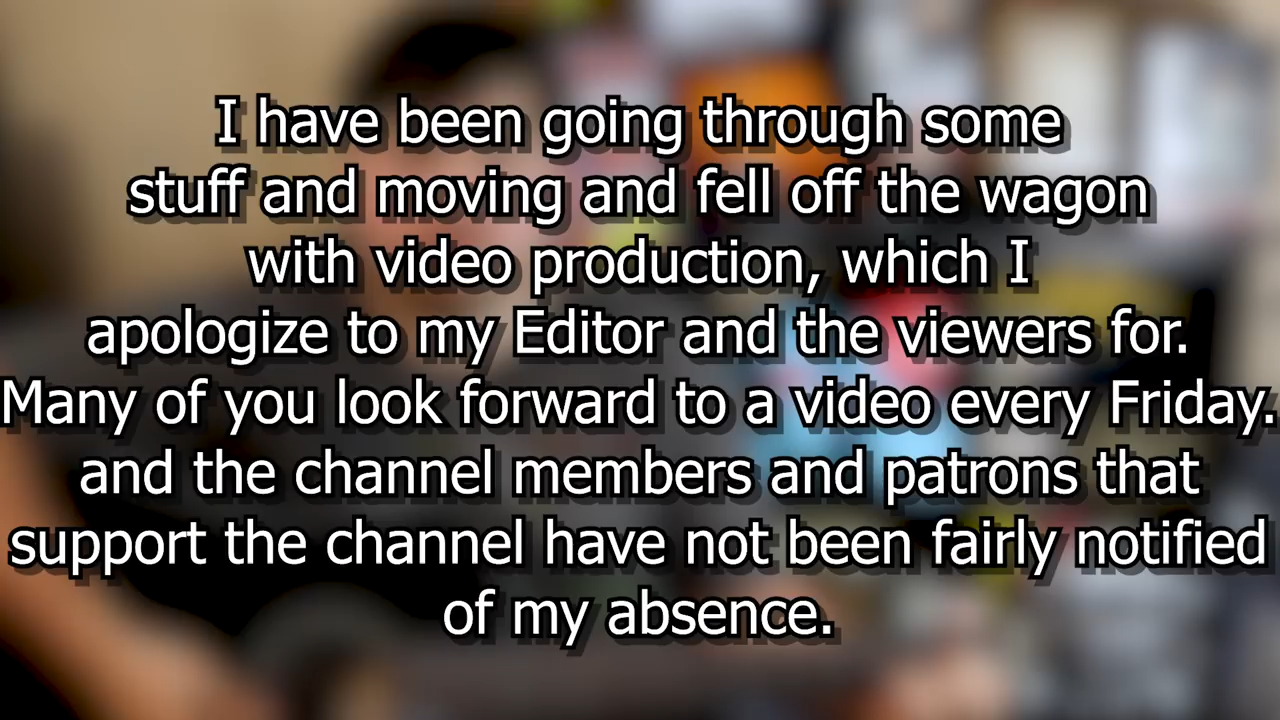 I have been going through some
stuff and moving and fell off the wagon
with video production, which I
apologize to my Editor and the viewers for.
Many of you look forward to a video every Friday.
and the channel members and patrons that
support the channel have not been fairly notified
of my absence.